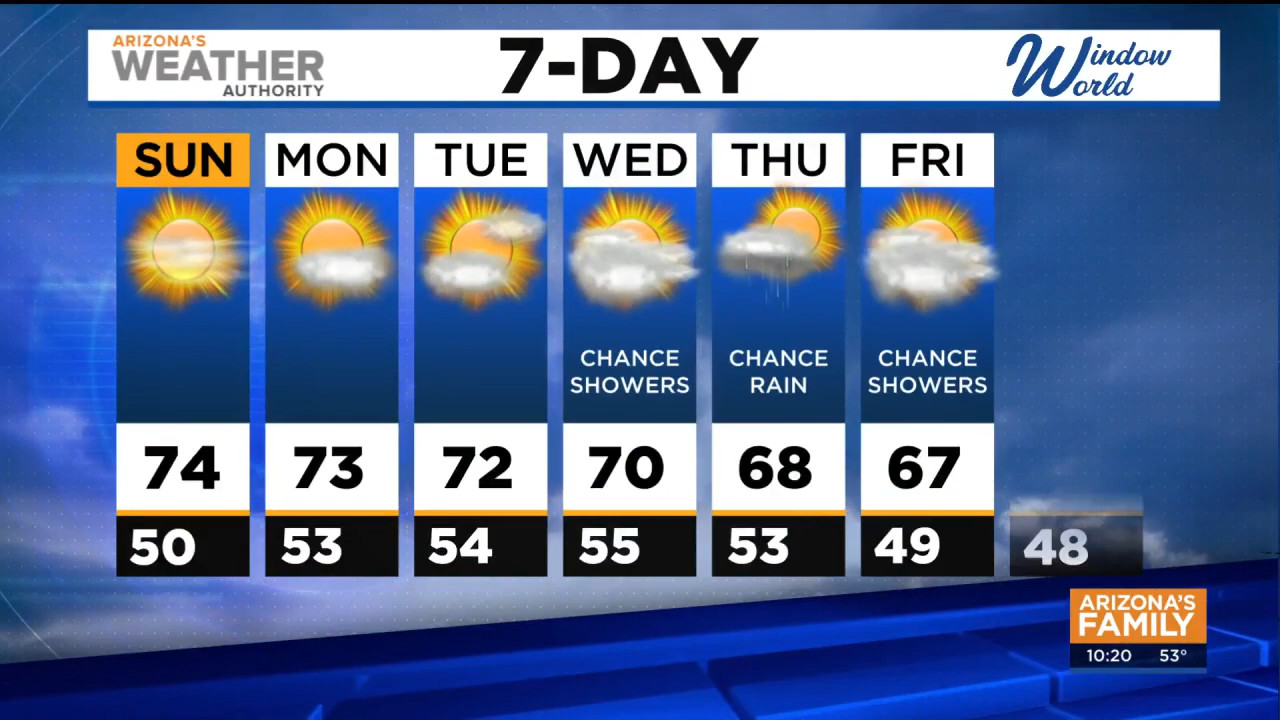 ARIZONA'S
WEATHER
AUTHORITY
7-DAY
Window
World
SUN MON TUE WED THU FRI
CHANCE SHOWERS
CHANCE RAIN
CHANCE SHOWERS
74 73 72 70 68 67
50 53 54 55 53 49 48
ARIZONA'S
FAMILY
10:20 53°